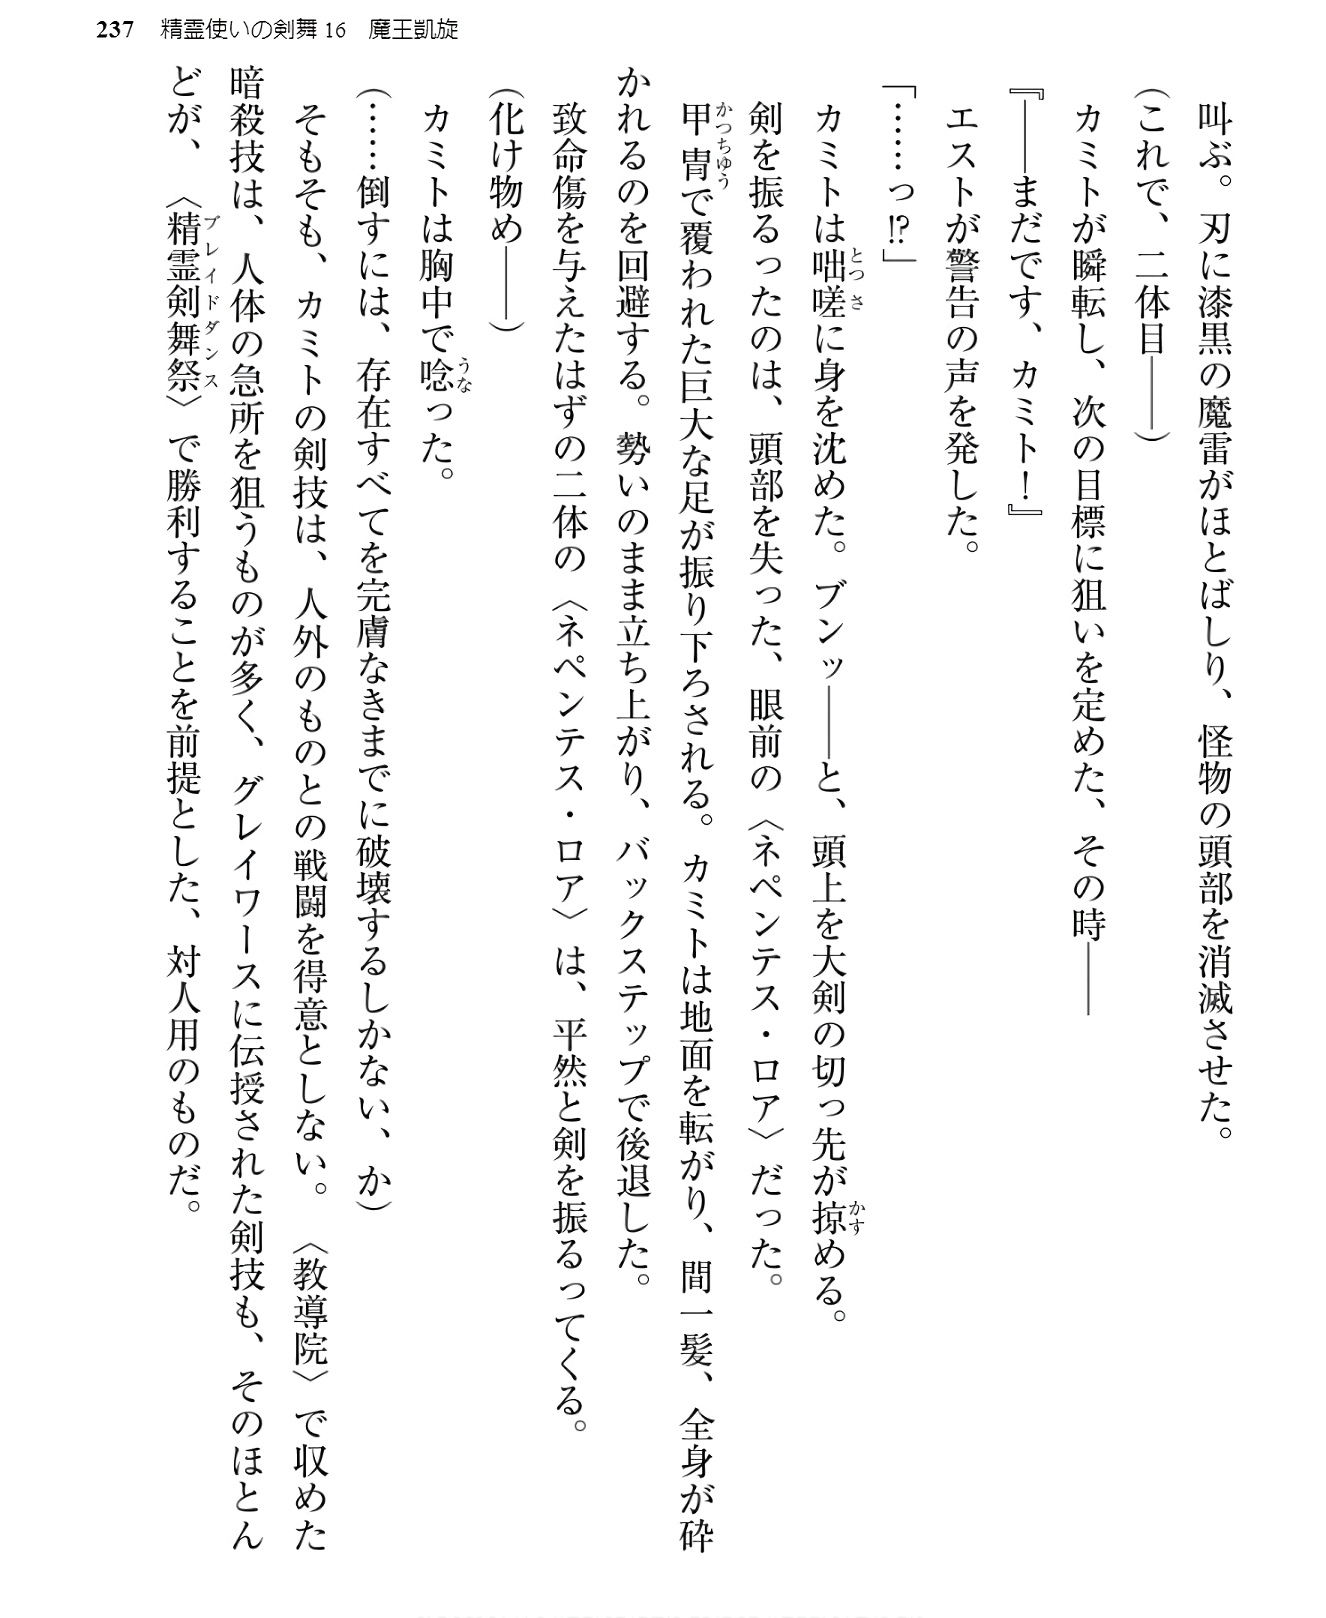 237 精霊使いの剣舞 16 魔王凱旋
叫ぶ。刃に漆黒の魔雷がほとばしり、怪物の頭部を消滅させた。
（これで、二体目――）
カミトが瞬転し、次の目標に狙いを定めた、その時――
『――まだです、カミト！』
エストが警告の声を発した。
「……っ!?」
カミトは咄嗟に身を沈めた。ブンッ――と、頭上を大剣の切っ先が掠める。
剣を振るったのは、頭部を失った、眼前の〈ネペンテス・ロア〉だった。
甲冑で覆われた巨大な足が振り下ろされる。カミトは地面を転がり、間一髪、全身が砕
かれるのを回避する。勢いのまま立ち上がり、バックステップで後退した。
致命傷を与えたはずの二体の〈ネペンテス・ロア〉は、平然と剣を振るってくる。
（化け物め――）
カミトは胸中で唸った。
（……倒すには、存在すべてを完膚なきまでに破壊するしかない、か）
そもそも、カミトの剣技は、人外のものとの戦闘を得意としない。〈教導院〉で収めた
暗殺技は、人体の急所を狙うものが多く、グレイワースに伝授された剣技も、そのほとん
どが、〈精霊剣舞祭〉で勝利することを前提とした、対人用のものだ。
とっさ
かす
かつちゆう
うな
ブレイドダンス